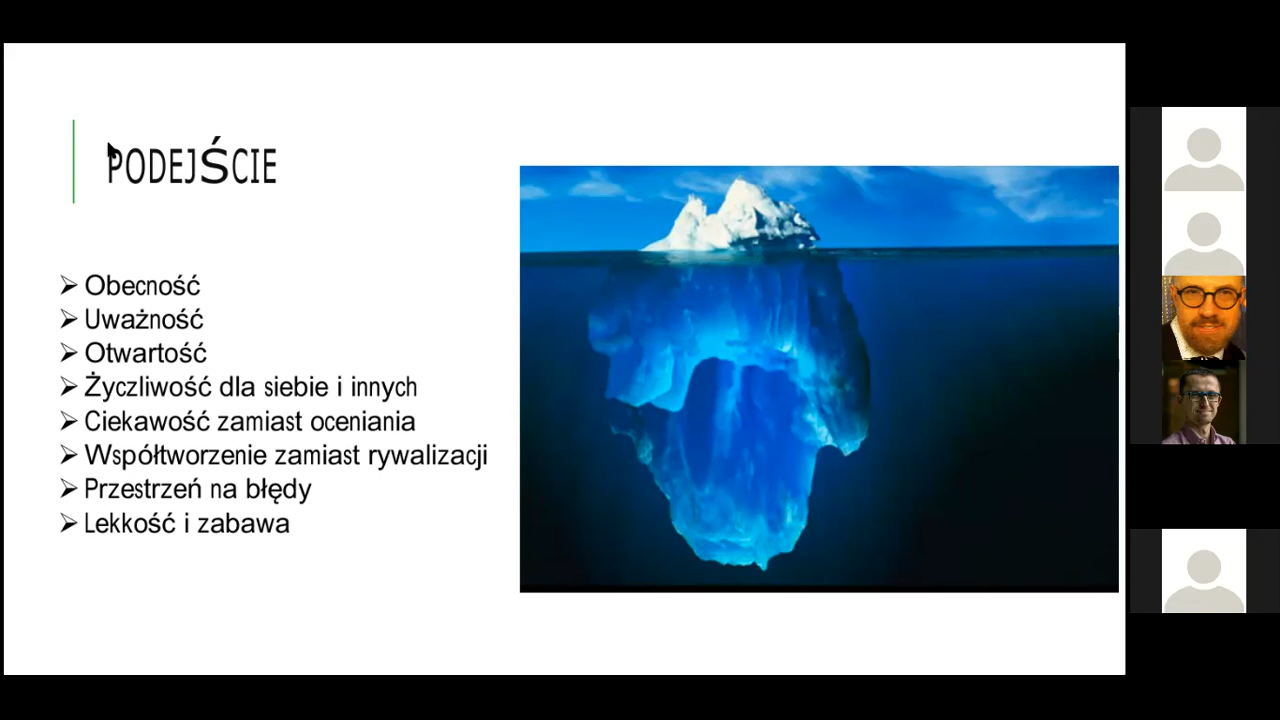 PODEJŚCIE
Obecność
Uważność
Otwartość
Życzliwość dla siebie i innych
Ciekawość zamiast oceniania
Współtworzenie zamiast rywalizacji
Przestrzeń na błędy
Lekkość i zabawa